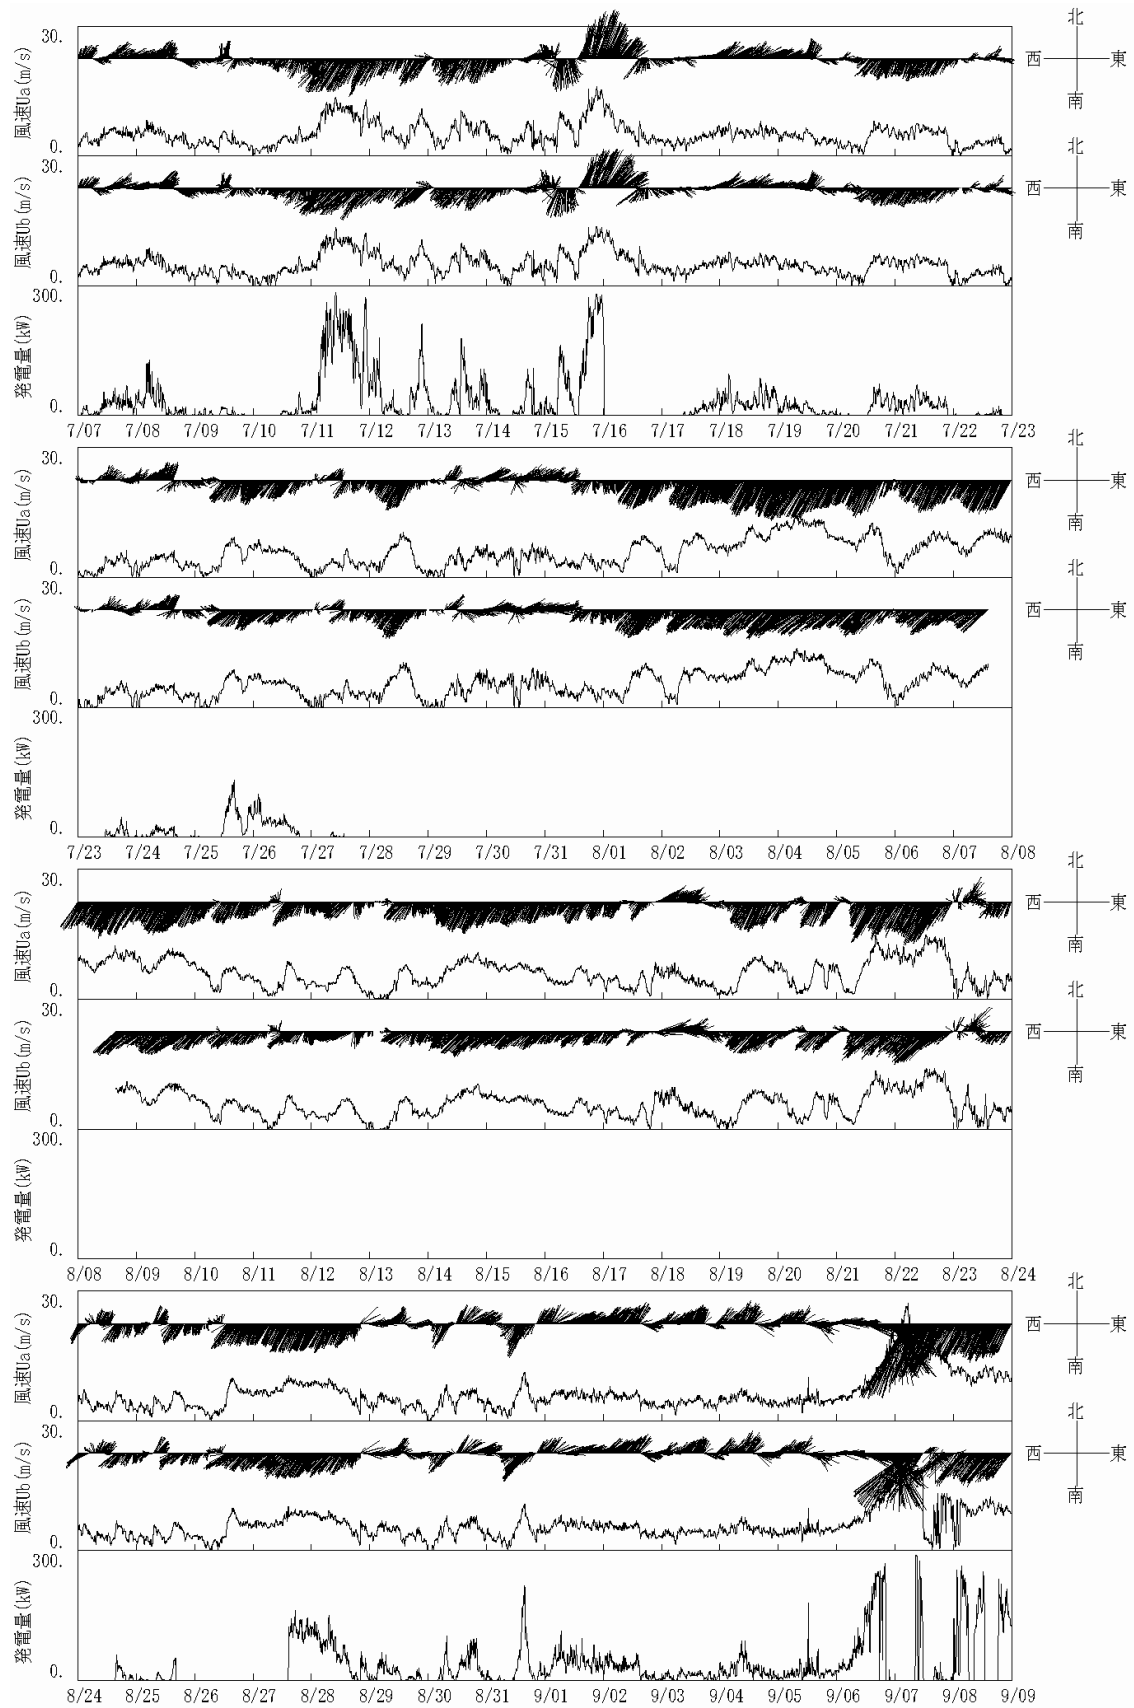 北
30.
風速Ua(m/s)
0.
西 東
南
北
30.
風速Ub(m/s)
0.
西 東
南
300.
発電量(kW)
0.
7/07 7/08 7/09 7/10 7/11 7/12 7/13 7/14 7/15 7/16 7/17 7/18 7/19 7/20 7/21 7/22 7/23
北
30.
風速Ua(m/s)
0.
西 東
南
北
30.
風速Ub(m/s)
0.
西 東
南
300.
発電量(kW)
0.
7/23 7/24 7/25 7/26 7/27 7/28 7/29 7/30 7/31 8/01 8/02 8/03 8/04 8/05 8/06 8/07 8/08
北
30.
風速Ua(m/s)
0.
西 東
南
北
30.
風速Ub(m/s)
0.
西 東
南
300.
発電量(kW)
0.
8/08 8/09 8/10 8/11 8/12 8/13 8/14 8/15 8/16 8/17 8/18 8/19 8/20 8/21 8/22 8/23 8/24
北
30.
風速Ua(m/s)
0.
西 東
南
北
30.
風速Ub(m/s)
0.
西 東
南
300.
発電量(kW)
0.
8/24 8/25 8/26 8/27 8/28 8/29 8/30 8/31 9/01 9/02 9/03 9/04 9/05 9/06 9/07 9/08 9/09